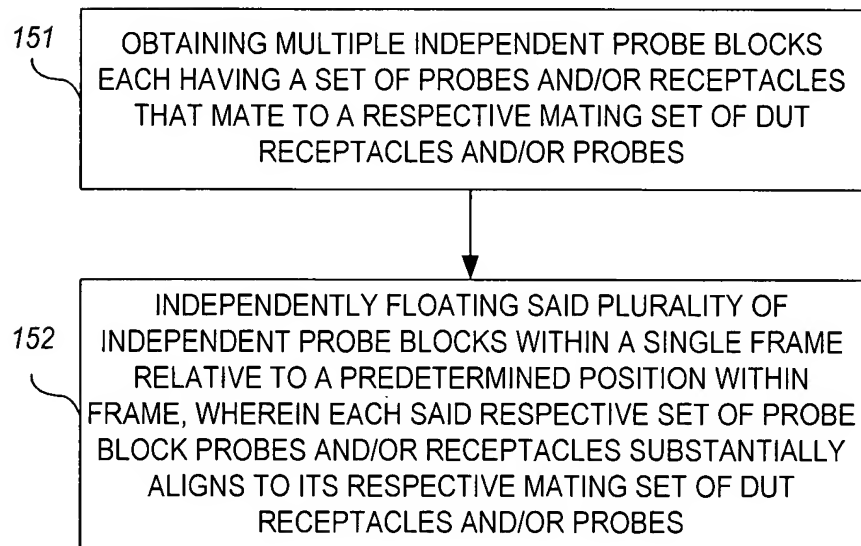 151
OBTAINING MULTIPLE INDEPENDENT PROBE BLOCKS
EACH HAVING A SET OF PROBES AND/OR RECEPTACLES
THAT MATE TO A RESPECTIVE MATING SET OF DUT
RECEPTACLES AND/OR PROBES
152
INDEPENDENTLY FLOATING SAID PLURALITY OF
INDEPENDENT PROBE BLOCKS WITHIN A SINGLE FRAME
RELATIVE TO A PREDETERMINED POSITION WITHIN
FRAME, WHEREIN EACH SAID RESPECTIVE SET OF PROBE
BLOCK PROBES AND/OR RECEPTACLES SUBSTANTIALLY
ALIGNS TO ITS RESPECTIVE MATING SET OF DUT
RECEPTACLES AND/OR PROBES